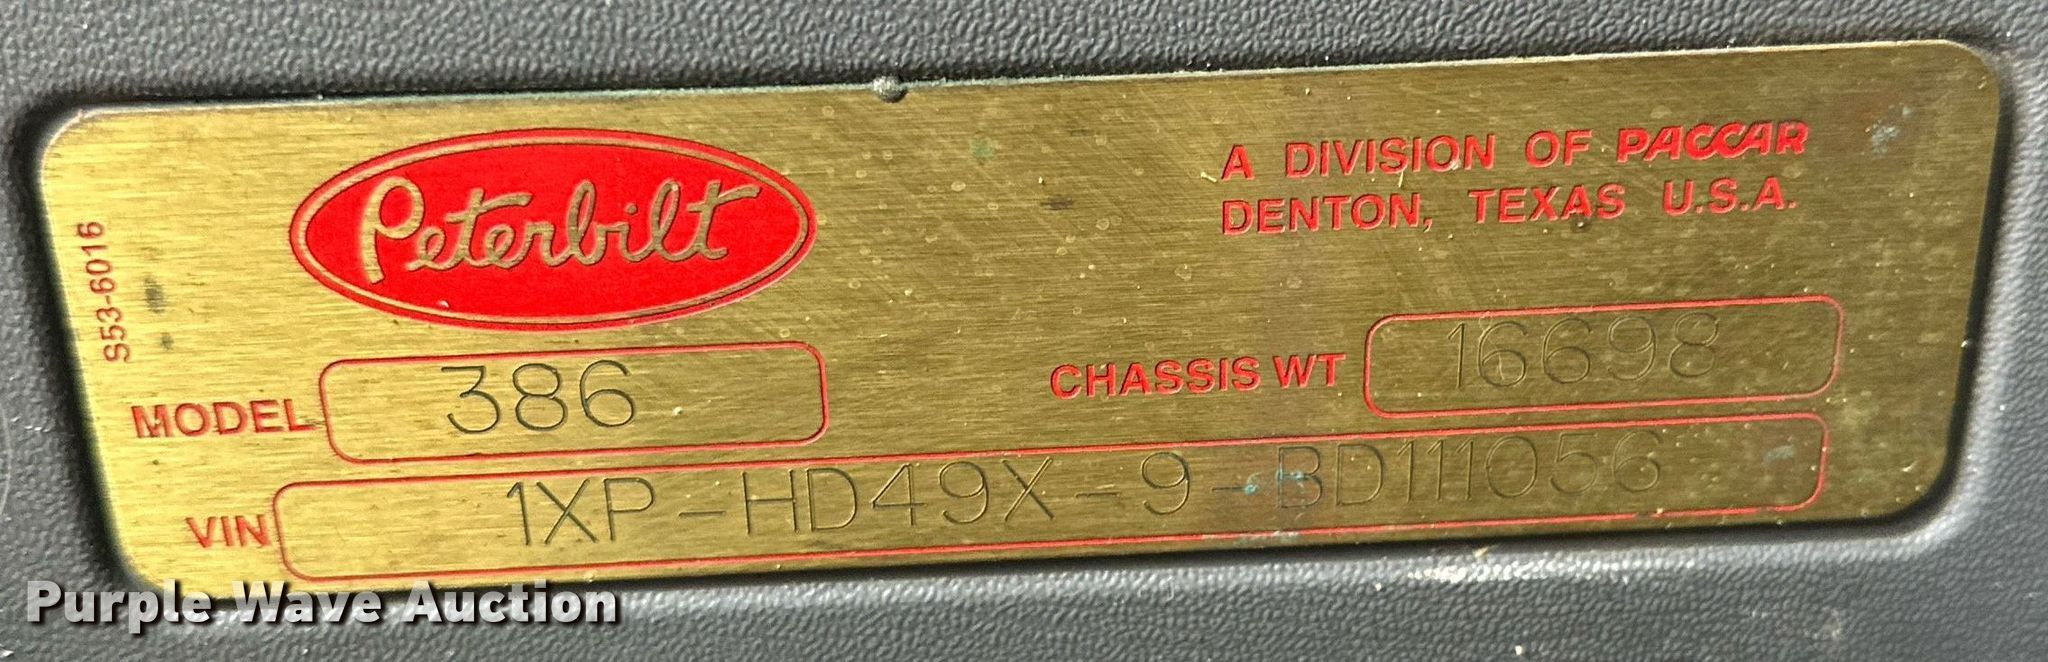 Peterbilt
A DIVISION OF PACCAR
DENTON, TEXAS U.S.A.
S53-6016
MODEL 386
CHASSIS WT 16698
VIN 1XP-HD49X-9-BD111056
Purple Wave Auction